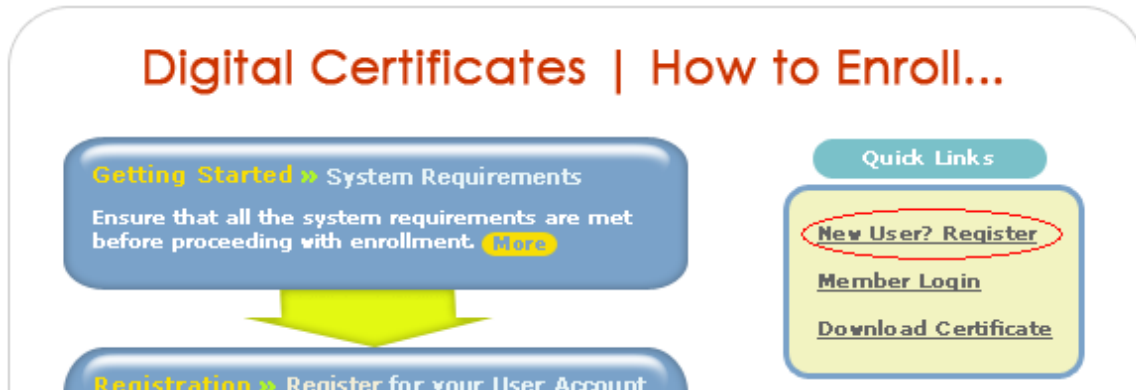 Digital Certificates | How to Enroll...
Getting Started » System Requirements
Ensure that all the system requirements are met
before proceeding with enrollment. More
Registration » Register for your User Account
Quick Links
New User? Register
Member Login
Download Certificate